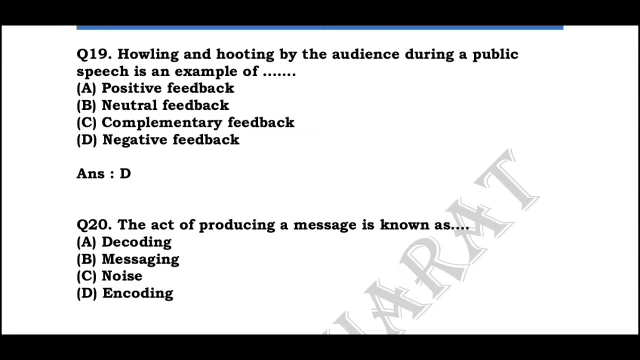 Q19. Howling and hooting by the audience during a public
speech is an example of .......
(A) Positive feedback
(B) Neutral feedback
(C) Complementary feedback
(D) Negative feedback
Ans : D
Q20. The act of producing a message is known as....
(A) Decoding
(B) Messaging
(C) Noise
(D) Encoding